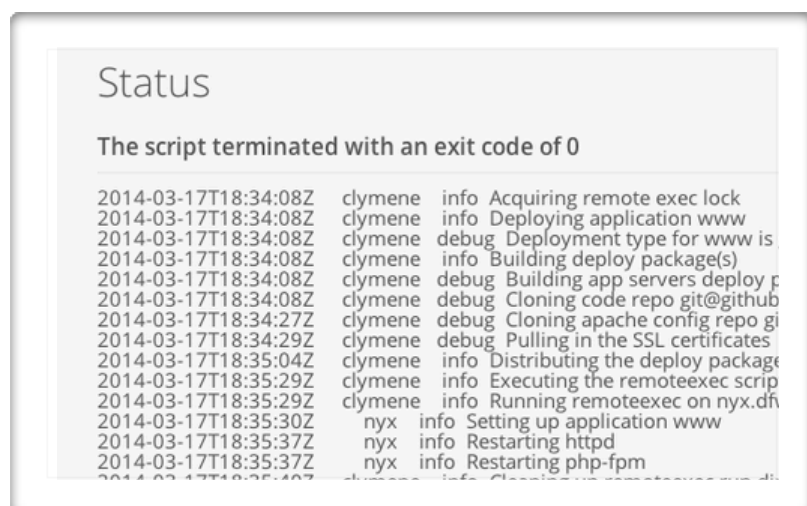 Status
The script terminated with an exit code of 0
2014-03-17T18:34:08Z clymene info Acquiring remote exec lock
2014-03-17T18:34:08Z clymene info Deploying application www
2014-03-17T18:34:08Z clymene debug Deployment type for www is
2014-03-17T18:34:08Z clymene info Building deploy package(s)
2014-03-17T18:34:08Z clymene debug Building app servers deploy
2014-03-17T18:34:08Z clymene debug Cloning code repo git@github
2014-03-17T18:34:27Z clymene debug Cloning apache config repo gi
2014-03-17T18:34:29Z clymene debug Pulling in the SSL certificates
2014-03-17T18:35:04Z clymene info Distributing the deploy package
2014-03-17T18:35:29Z clymene info Executing the remoteexec scrip
2014-03-17T18:35:29Z clymene info Running remoteexec on nyx.dfw
2014-03-17T18:35:30Z nyx info Setting up application www
2014-03-17T18:35:37Z nyx info Restarting httpd
2014-03-17T18:35:37Z nyx info Restarting php-fpm